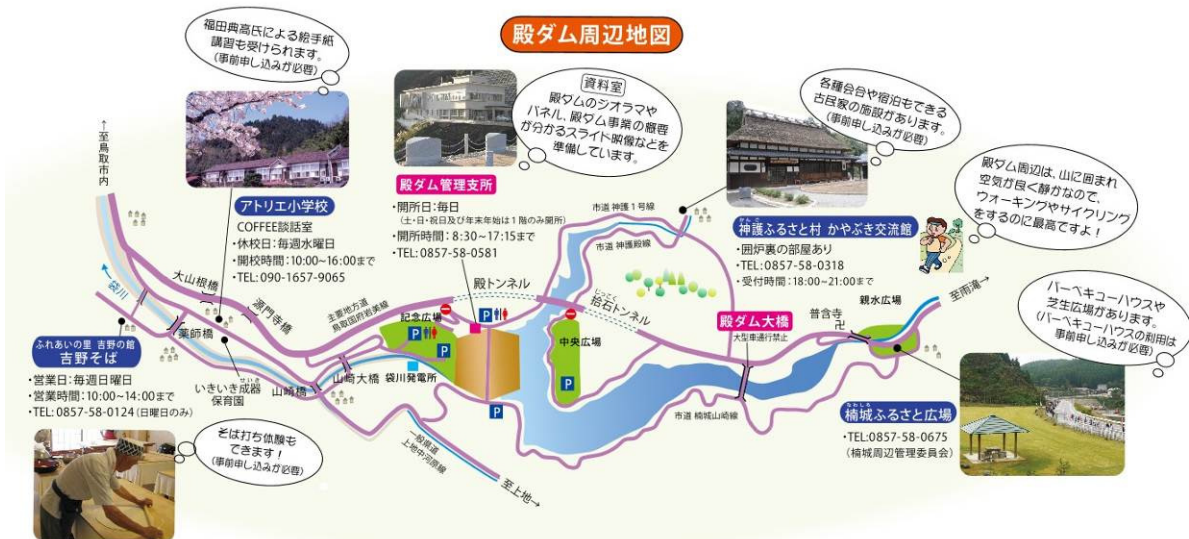 殿ダム周辺地図
福田典高氏による絵手紙
講習も受けられます。
(事前申し込みが必要)
資料室
殿ダムのジオラマや
パネル、殿ダム事業の概要
が分かるスライド映像などを
準備しています。
各種会合や宿泊もできる
古民家の施設があります。
(事前申し込みが必要)
殿ダム周辺は、山に囲まれ
空気が良く静かなので、
ウォーキングやサイクリング
をするのに最高ですよ！
バーベキューハウスや
芝生広場があります。
(バーベキューハウスの利用は
事前申し込みが必要)
←至鳥取市内
アトリエ小学校
COFFEE談話室
・休校日：毎週水曜日
・開校時間：10:00~16:00まで
・TEL：090-1657-9065
殿ダム管理支所
・開所日：毎日
(土・日・祝日及び年末年始は1階のみ開所)
・開所時間：8:30~17:15まで
・TEL：0857-58-0581
市道 神護1号線
市道 神護殿線
かんご
神護ふるさと村 かやぶき交流館
・囲炉裏の部屋あり
・TEL：0857-58-0318
・受付時間：18:00~21:00まで
至雨滝→
親水広場
普含寺
卍
←袋川
大山根橋
源門寺橋
薬師橋
主要地方道
鳥取国府岩美線
殿トンネル
じっこく
拾石トンネル
記念広場
P
P
P
中央広場
P
P
P
袋川発電所
殿ダム大橋
大型車通行禁止
ふれあいの里 吉野の館
吉野そば
・営業日：毎週日曜日
・営業時間：10:00~14:00まで
・TEL：0857-58-0124(日曜日のみ)
せいき
いきいき成器
保育園
山崎橋
山崎大橋
一般県道
上地中河原線
至上地→
市道 楠城山崎線
なわしろ
楠城ふるさと広場
・TEL：0857-58-0675
(楠城周辺管理委員会)
そば打ち体験も
できます！
(事前申し込みが必要)